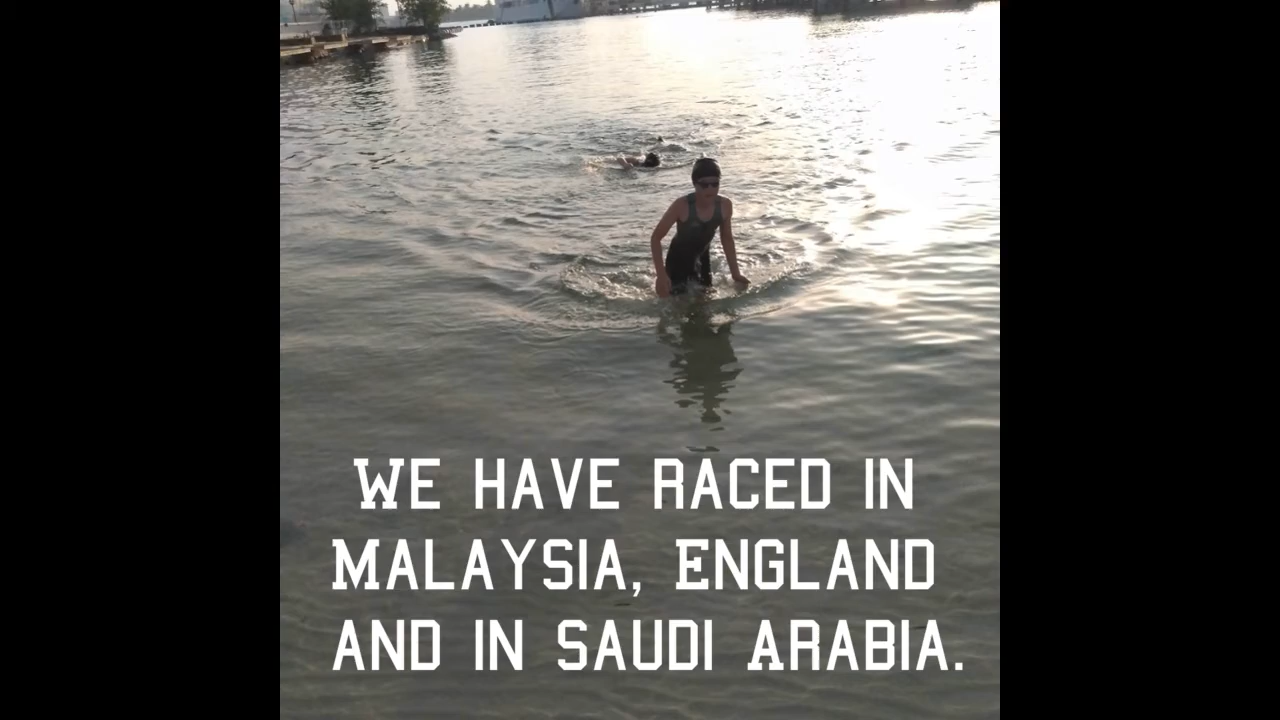 WE HAVE RACED IN
MALAYSIA, ENGLAND
AND IN SAUDI ARABIA.